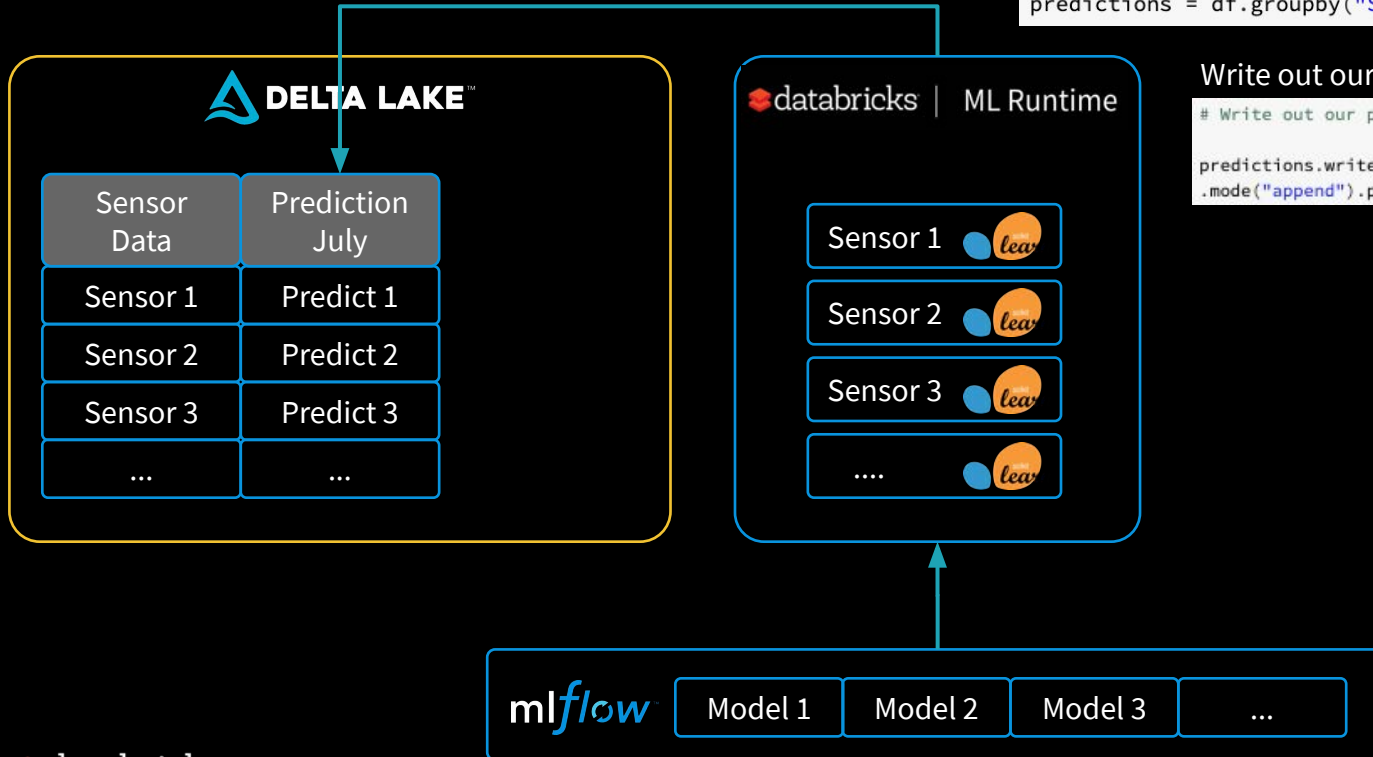 predictions = df.groupby("S
DELTA LAKE™
databricks | ML Runtime
Write out our
# Write out our p
predictions.write
.mode("append").p
Sensor Data
Prediction July
Sensor 1
Predict 1
Sensor 2
Predict 2
Sensor 3
Predict 3
...
...
Sensor 1
Sensor 2
Sensor 3
....
mlflow
Model 1
Model 2
Model 3
...